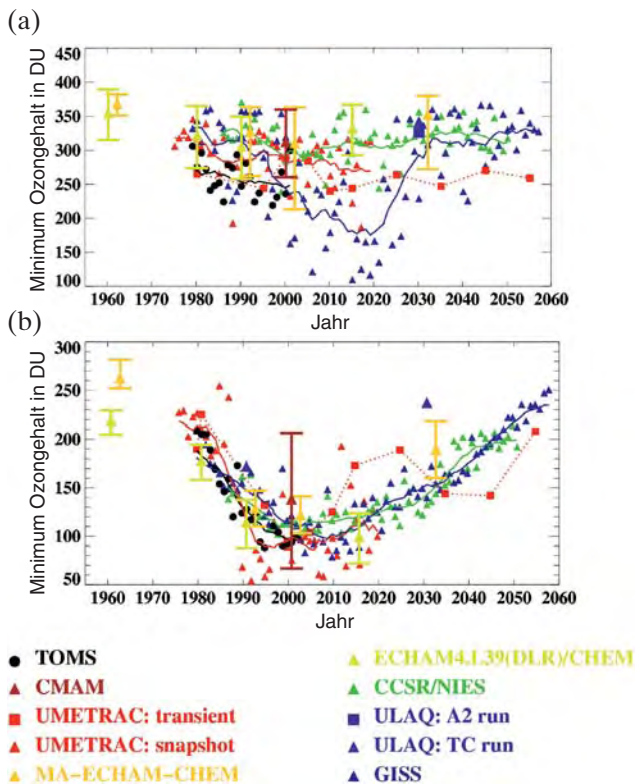 (a)
Minimum Ozongehalt in DU
450
400
350
300
250
200
150
100
1960 1970 1980 1990 2000 2010 2020 2030 2040 2050 2060
Jahr
(b)
Minimum Ozongehalt in DU
300
250
200
150
100
50
1960 1970 1980 1990 2000 2010 2020 2030 2040 2050 2060
Jahr
TOMS
CMAM
UMETRAC: transient
UMETRAC: snapshot
MA-ECHAM-CHEM
ECHAM4.L39(DLR)/CHEM
CCSR/NIES
ULAQ: A2 run
ULAQ: TC run
GISS